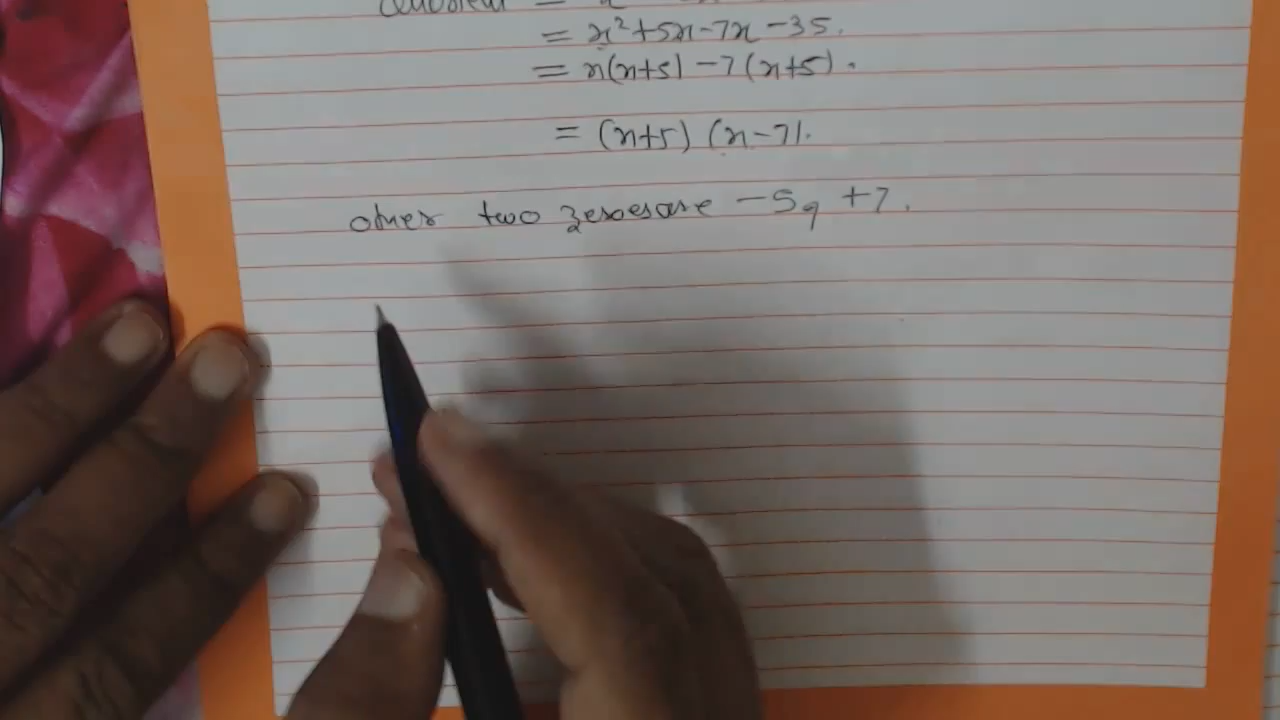 =
= x²+5x-7x-35.
= x(x+5) -7(x+5).
= (x+5) (x-7).
other two zeroes are -5, +7.